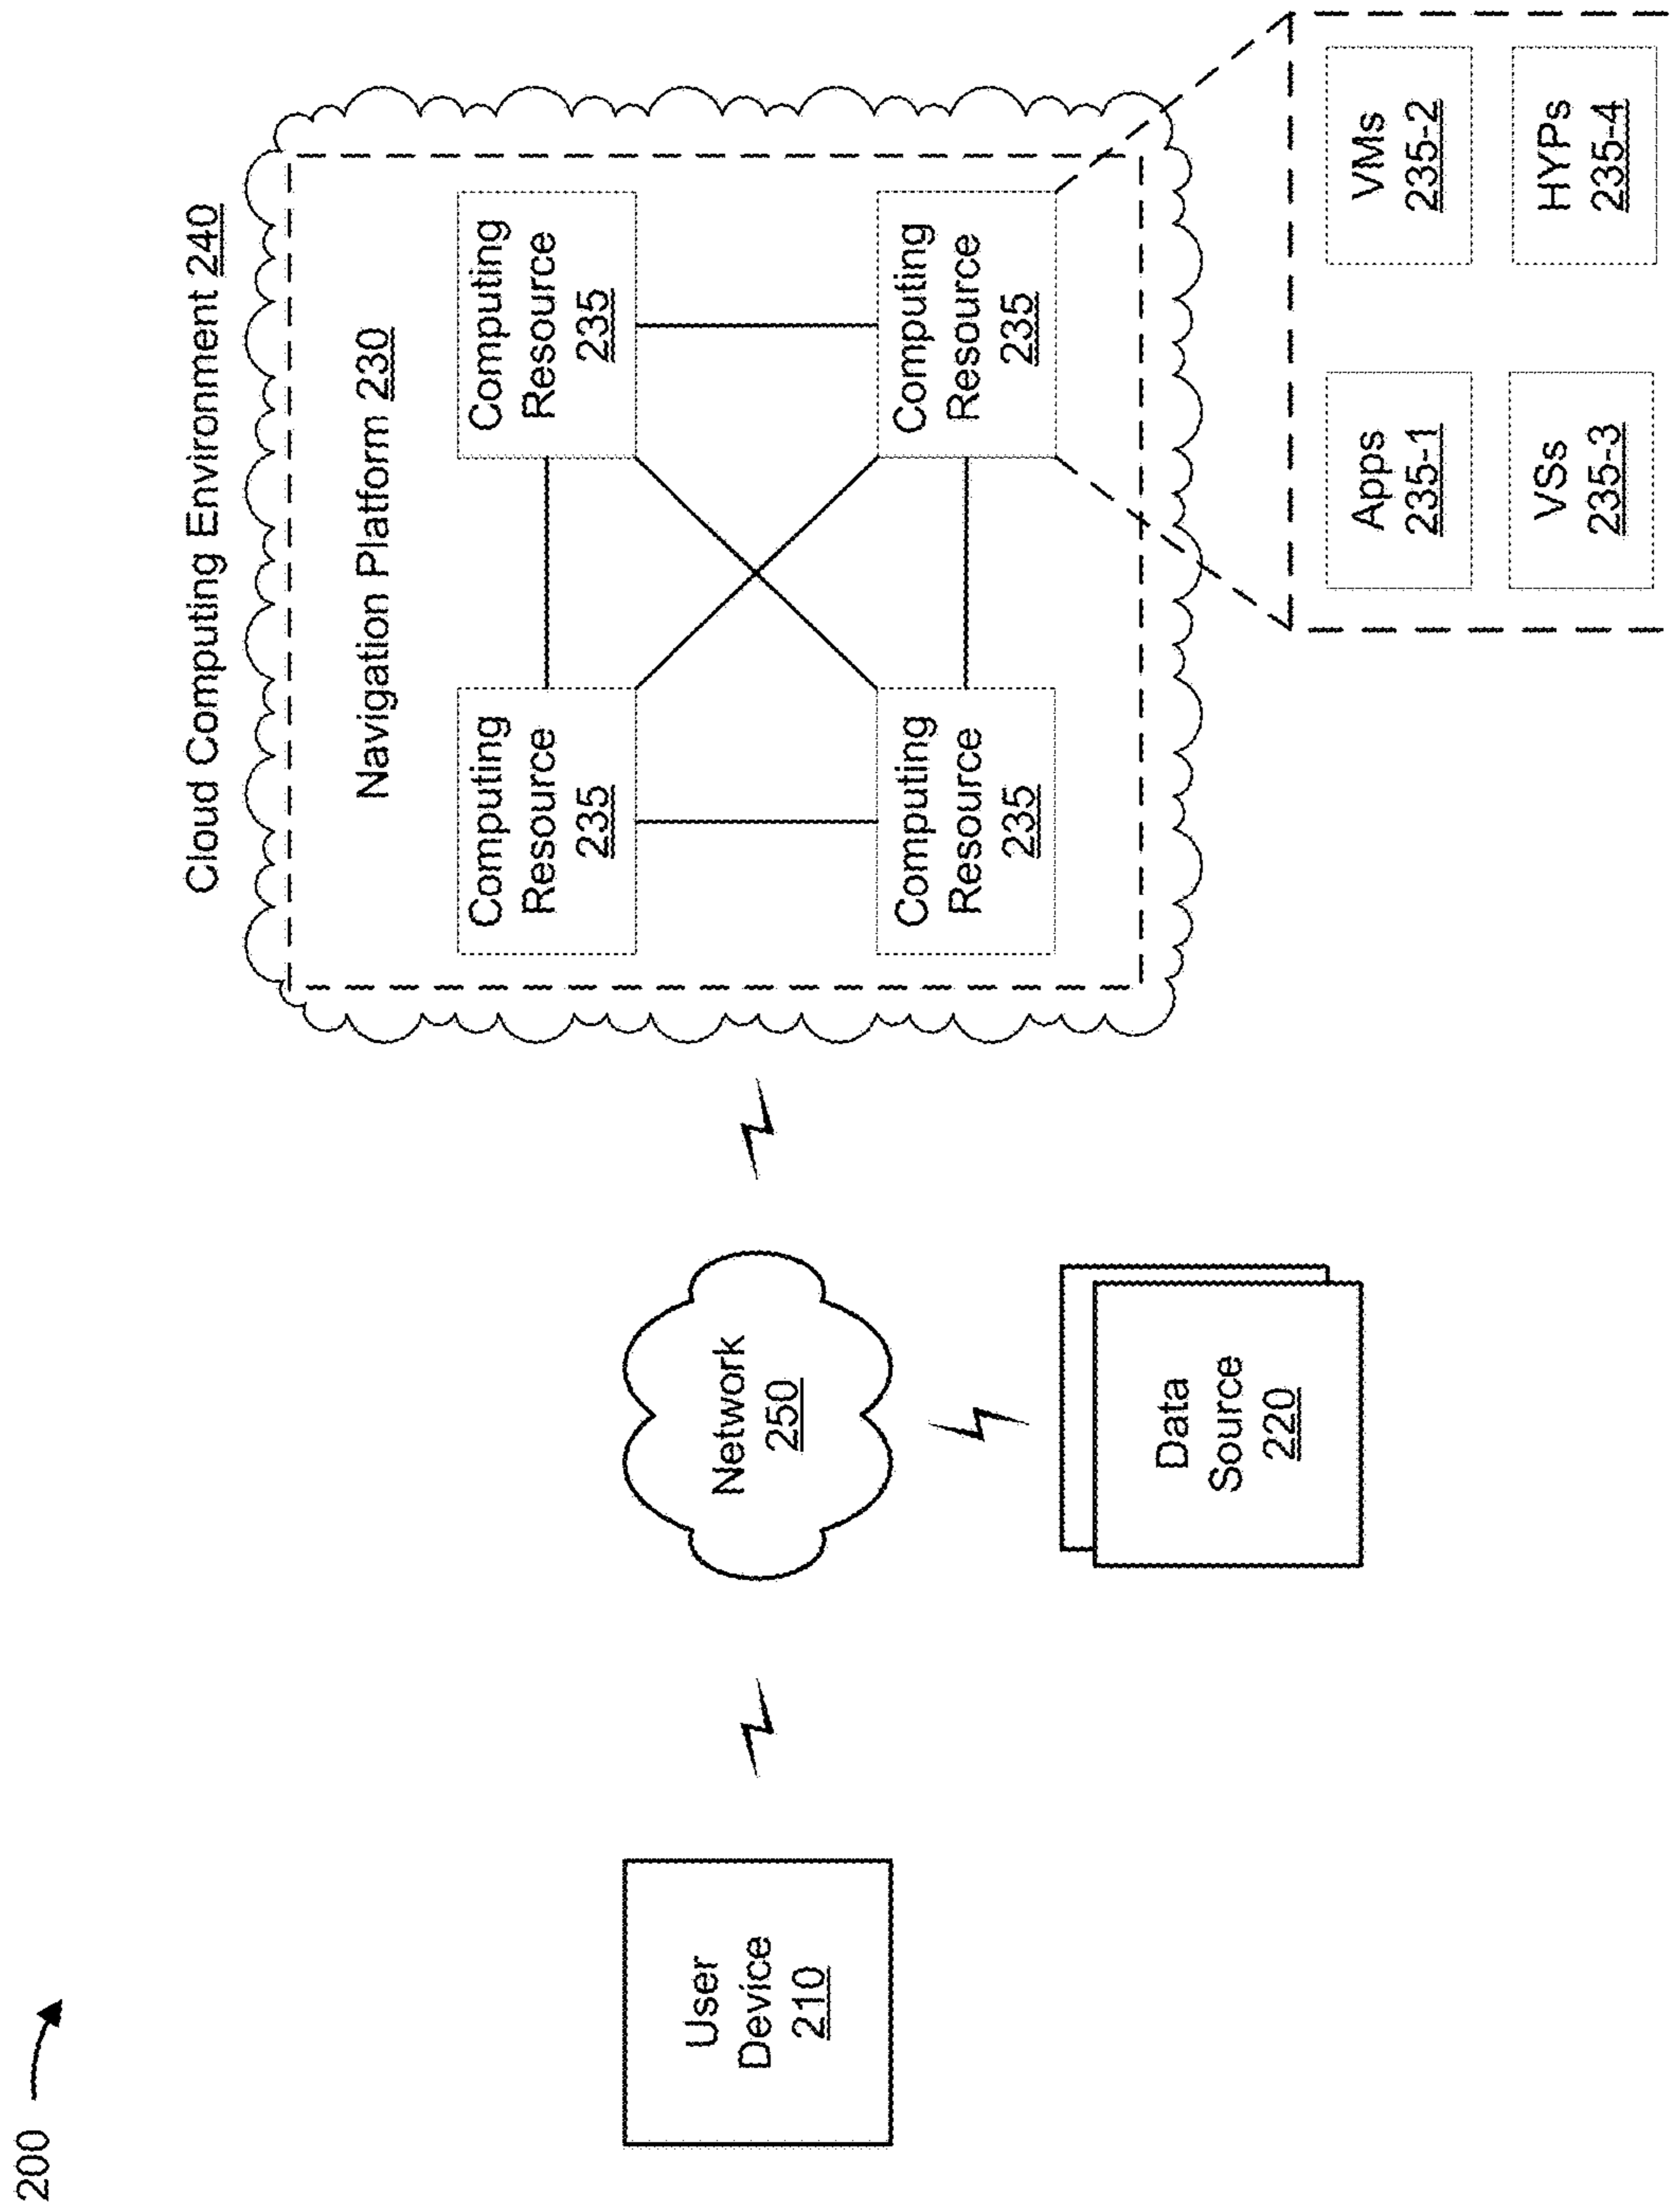 200
Cloud Computing Environment 240
Navigation Platform 230
Computing
Resource
235
Computing
Resource
235
Computing
Resource
235
Computing
Resource
235
User
Device
210
Network
250
Data
Source
220
Apps
235-1
VMs
235-2
VSs
235-3
HYPs
235-4